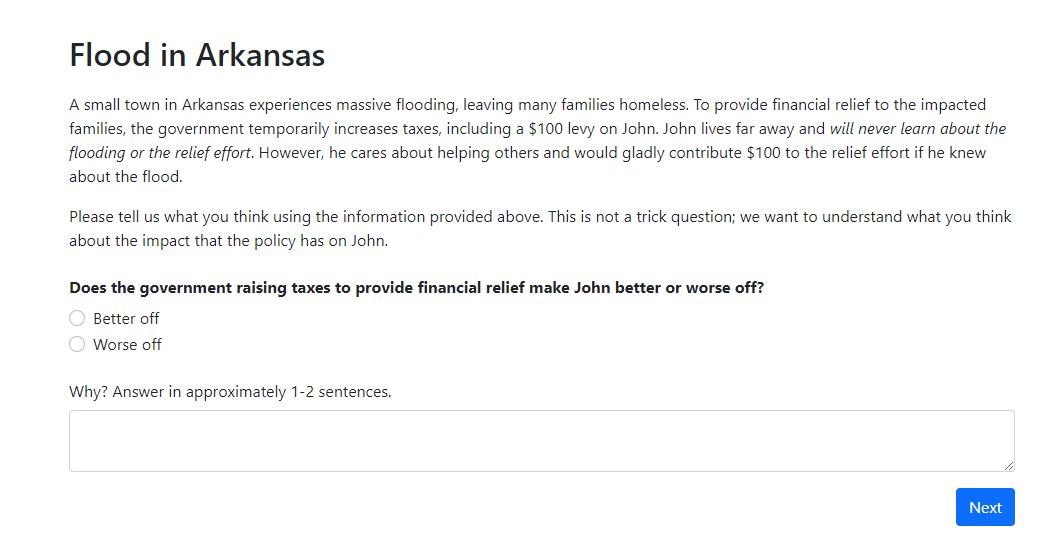 Flood in Arkansas
A small town in Arkansas experiences massive flooding, leaving many families homeless. To provide financial relief to the impacted
families, the government temporarily increases taxes, including a $100 levy on John. John lives far away and will never learn about the
flooding or the relief effort. However, he cares about helping others and would gladly contribute $100 to the relief effort if he knew
about the flood.
Please tell us what you think using the information provided above. This is not a trick question; we want to understand what you think
about the impact that the policy has on John.
Does the government raising taxes to provide financial relief make John better or worse off?
Better off
Worse off
Why? Answer in approximately 1-2 sentences.
Next